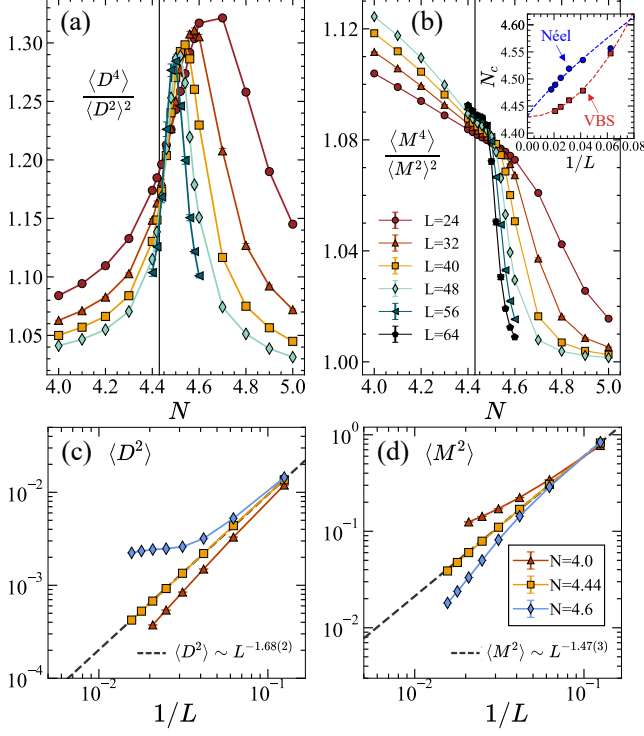 (a)
⟨D⁴⟩
⟨D²⟩²
1.30
1.25
1.20
1.15
1.10
1.05
4.0 4.2 4.4 4.6 4.8 5.0
N
(b)
⟨M⁴⟩
⟨M²⟩²
1.12
1.08
1.04
1.00
L=24
L=32
L=40
L=48
L=56
L=64
4.0 4.2 4.4 4.6 4.8 5.0
N
4.62
4.57
4.50
4.44
4.40
N_c
Néel
VBS
0.00 0.02 0.04 0.06 0.08
1/L
(c) ⟨D²⟩
10⁻²
10⁻³
10⁻⁴
⟨D²⟩ ~ L^−1.68(2)
10⁻² 10⁻¹
1/L
(d) ⟨M²⟩
10⁰
10⁻¹
10⁻²
N=4.0
N=4.44
N=4.6
⟨M²⟩ ~ L^−1.47(3)
10⁻² 10⁻¹
1/L